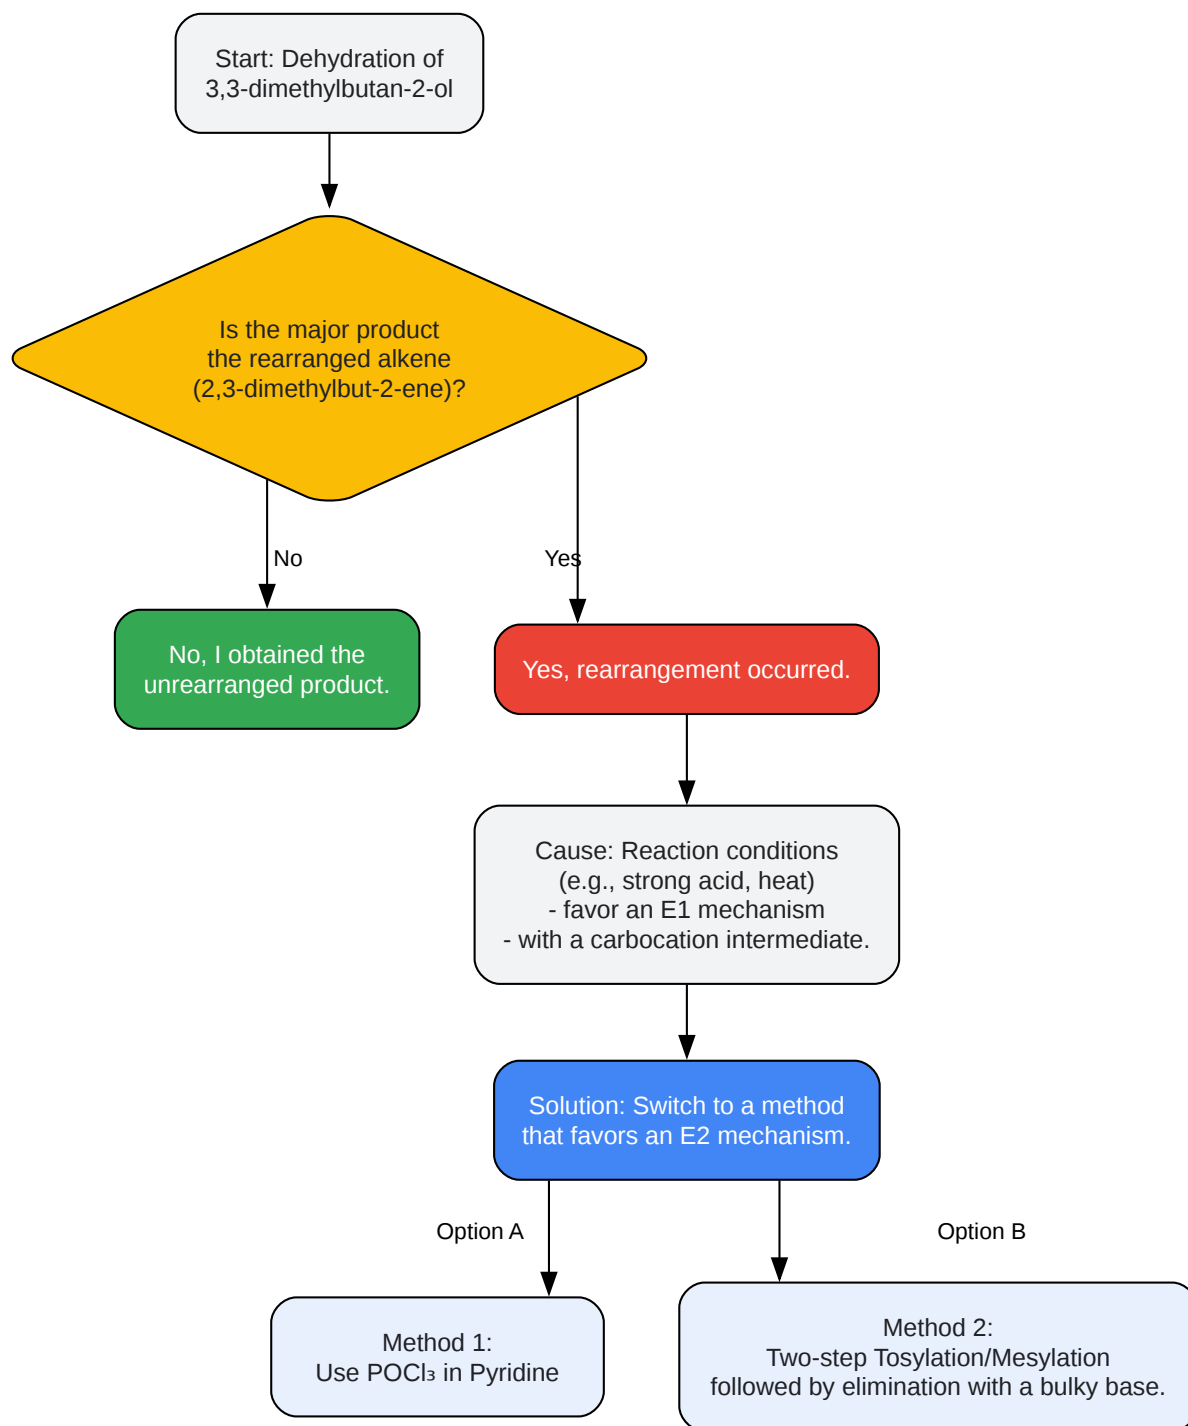 Start: Dehydration of
3,3-dimethylbutan-2-ol
Is the major product
the rearranged alkene
(2,3-dimethylbut-2-ene)?
No
Yes
No, I obtained the
unrearranged product.
Yes, rearrangement occurred.
Cause: Reaction conditions
(e.g., strong acid, heat)
- favor an E1 mechanism
- with a carbocation intermediate.
Solution: Switch to a method
that favors an E2 mechanism.
Option A
Option B
Method 1:
Use POCl₃ in Pyridine
Method 2:
Two-step Tosylation/Mesylation
followed by elimination with a bulky base.